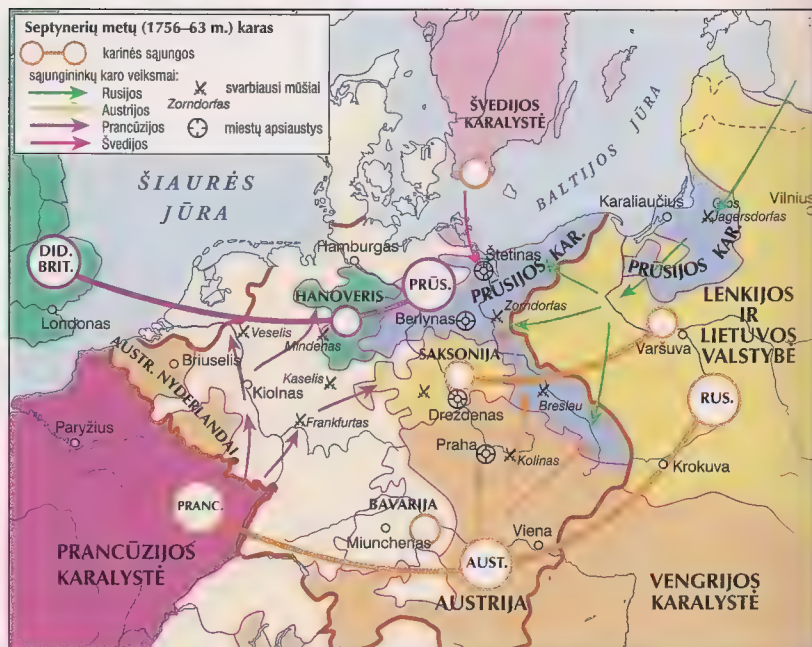 Septynerių metų (1756–63 m.) karas
karinės sąjungos
sąjungininkų karo veiksmai:
Rusijos
Austrijos
Prancūzijos
Švedijos
svarbiausi mūšiai
Zorndorfas
miestų apsiaustys
ŠVEDIJOS
KARALYSTĖ
ŠIAURĖS
JŪRA
BALTIJOS JŪRA
Karaliaučius
Vilnius
Jagersdorfas
DID.
BRIT.
Hamburgas
Štetinas
PRŪSIJOS KAR.
PRŪSIJOS KAR.
HANOVERIS
PRŪS.
Zorndorfas
Londonas
Veselis
Mindenas
Berlynas
LENKIJOS
IR
LIETUVOS
VALSTYBĖ
Varšuva
AUSTR. NYDERLANDAI
Briuselis
Kiolnas
Kaselis
SAKSONIJA
Drezdenas
Breslau
RUS.
Paryžius
Frankfurtas
Praha
Kolinas
Krokuva
PRANC.
BAVARIJA
Miunchenas
Viena
AUST.
PRANCŪZIJOS
KARALYSTĖ
AUSTRIJA
VENGRIJOS
KARALYSTĖ